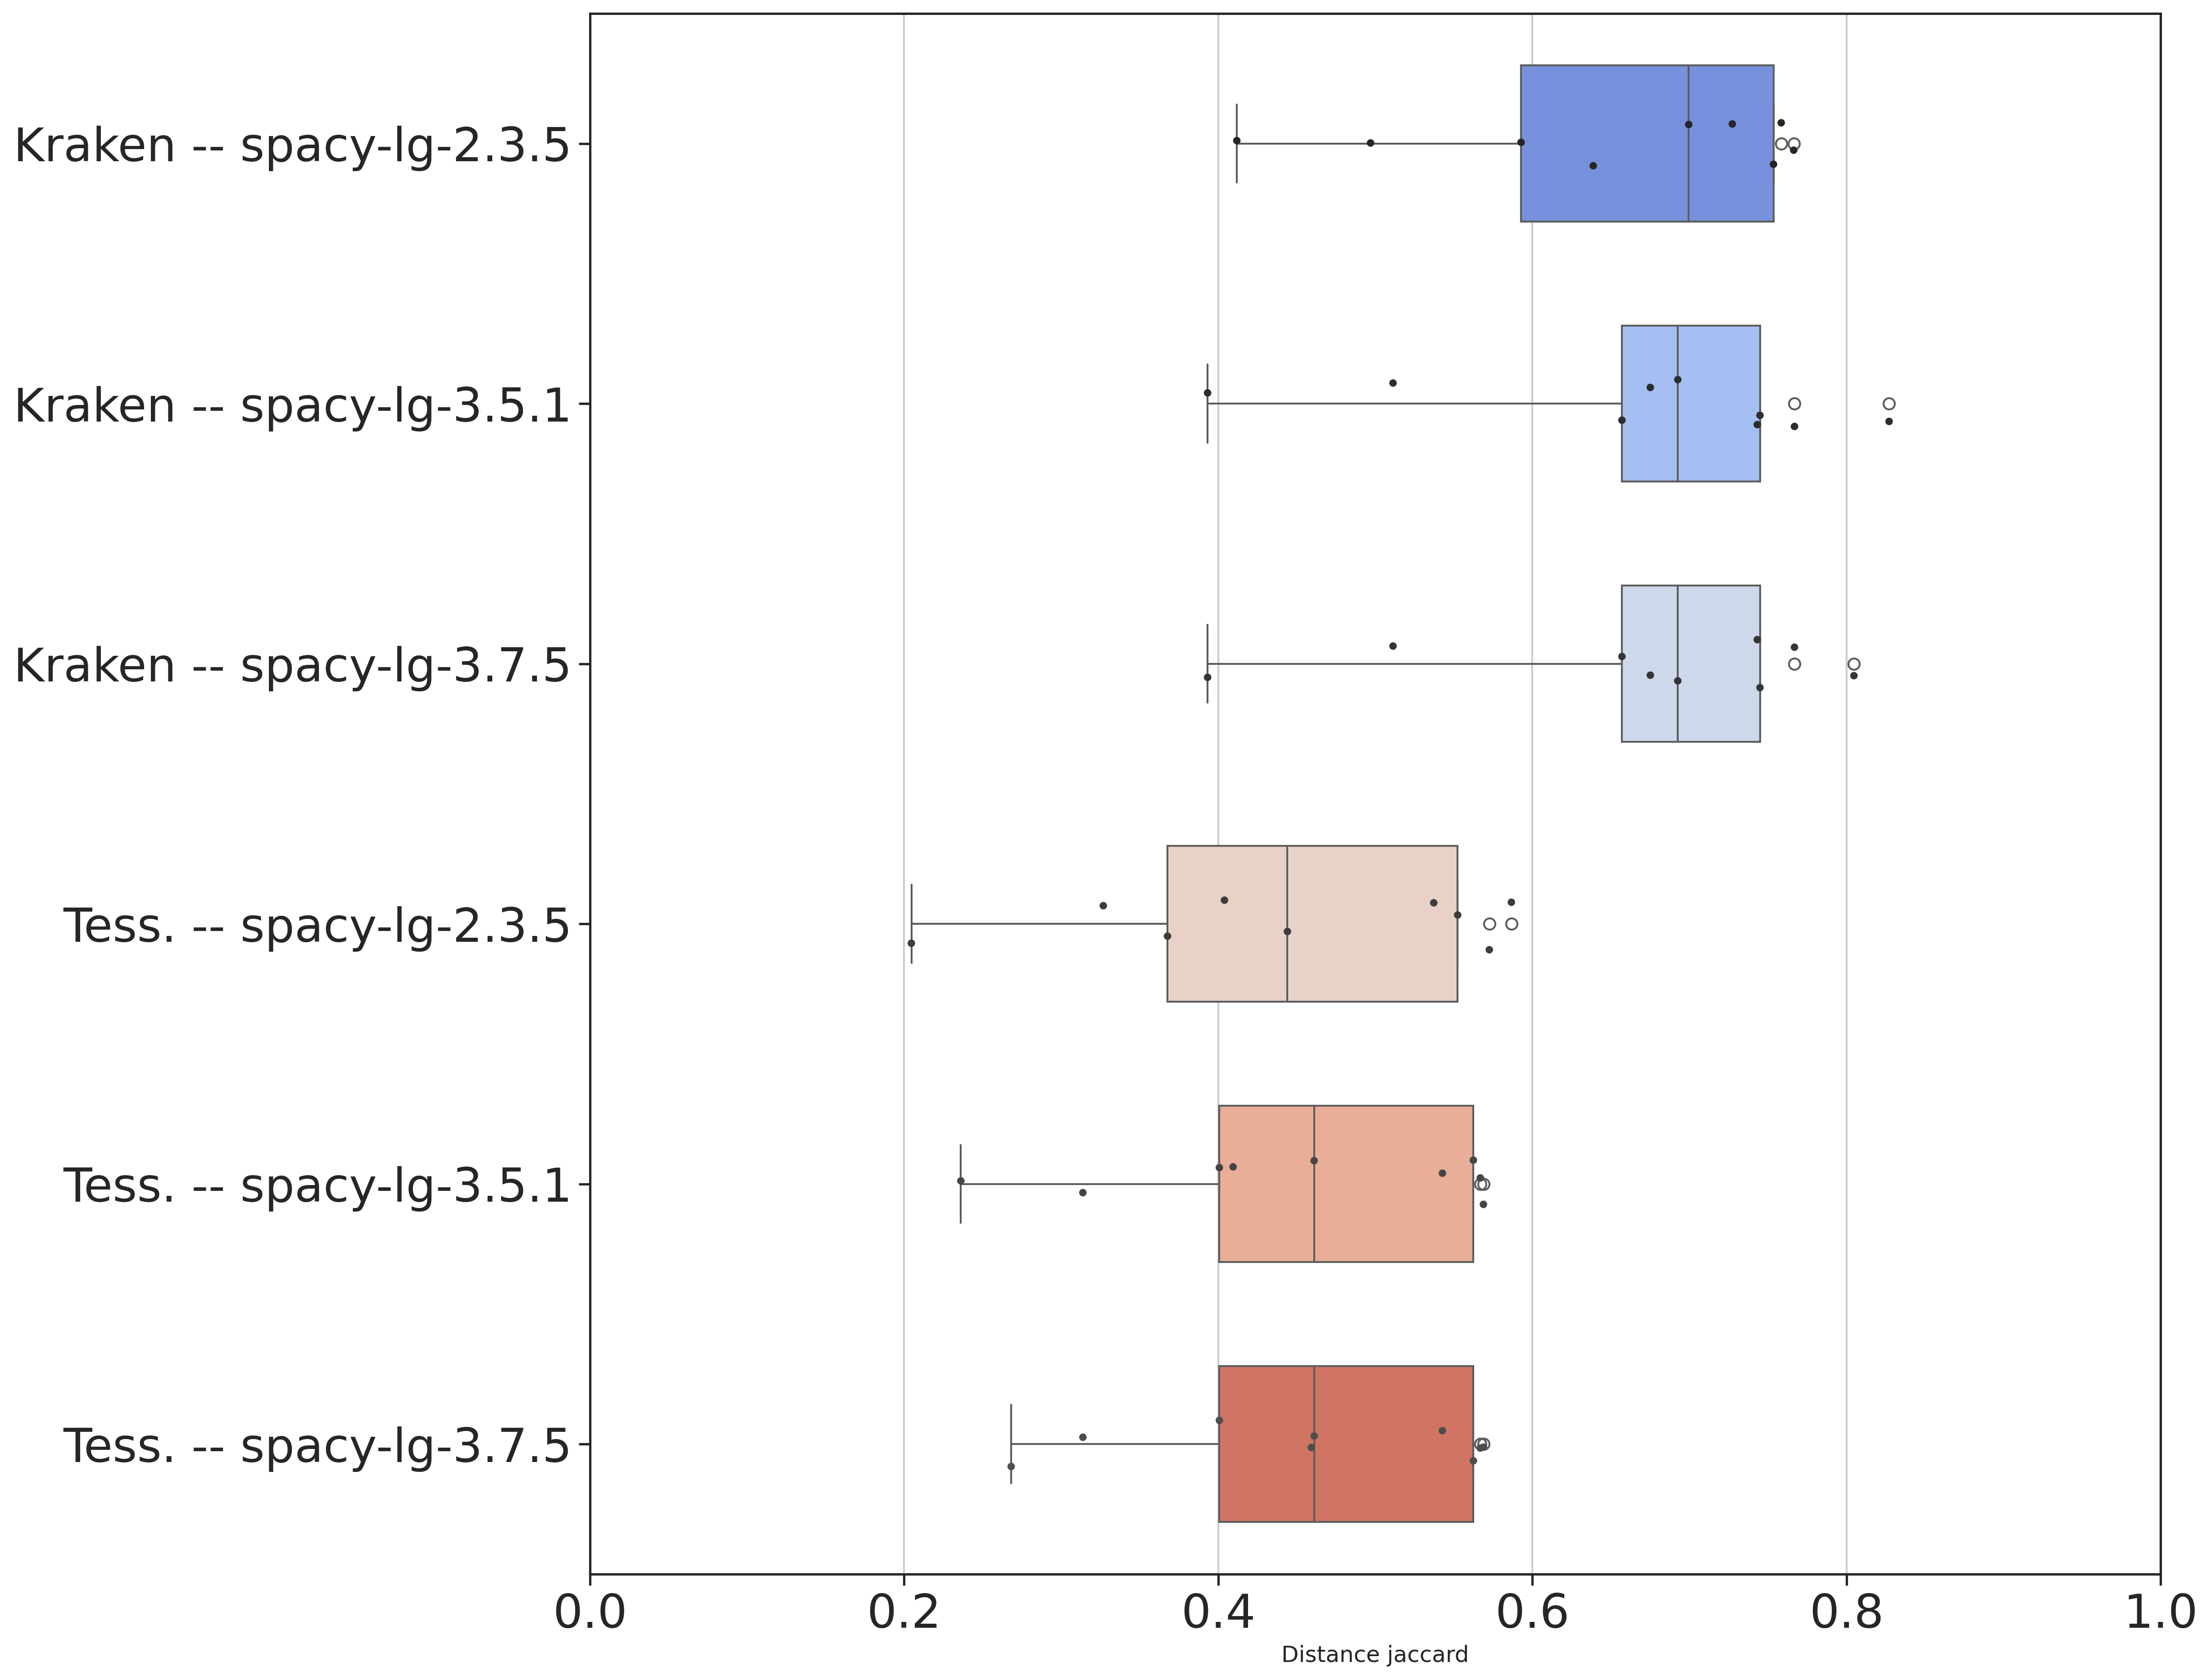 Kraken -- spacy-lg-2.3.5
Kraken -- spacy-lg-3.5.1
Kraken -- spacy-lg-3.7.5
Tess. -- spacy-lg-2.3.5
Tess. -- spacy-lg-3.5.1
Tess. -- spacy-lg-3.7.5
0.0 0.2 0.4 0.6 0.8 1.0
Distance jaccard